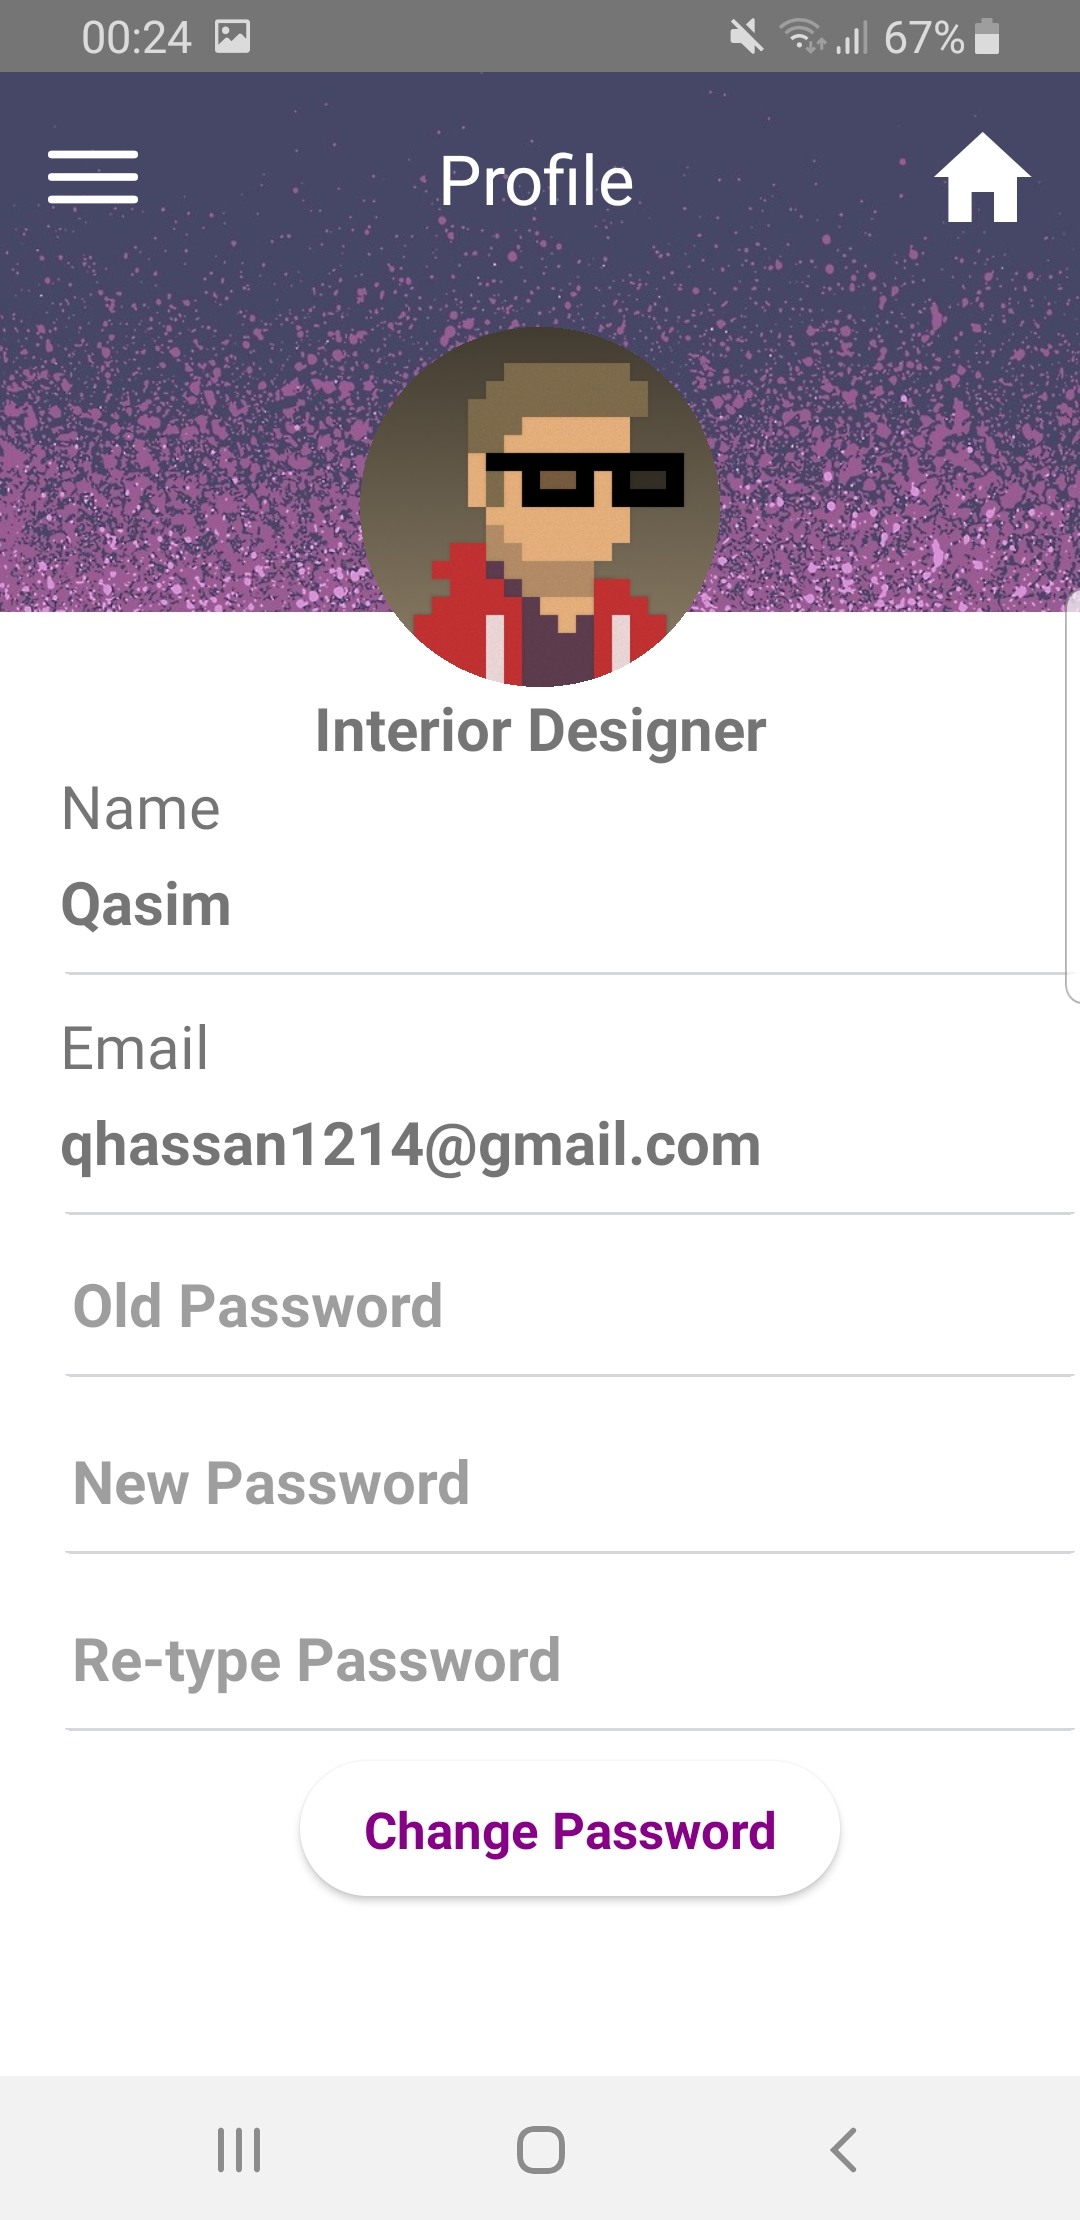 00:24 67%
Profile
Interior Designer
Name
Qasim
Email
qhassan1214@gmail.com
Old Password
New Password
Re-type Password
Change Password